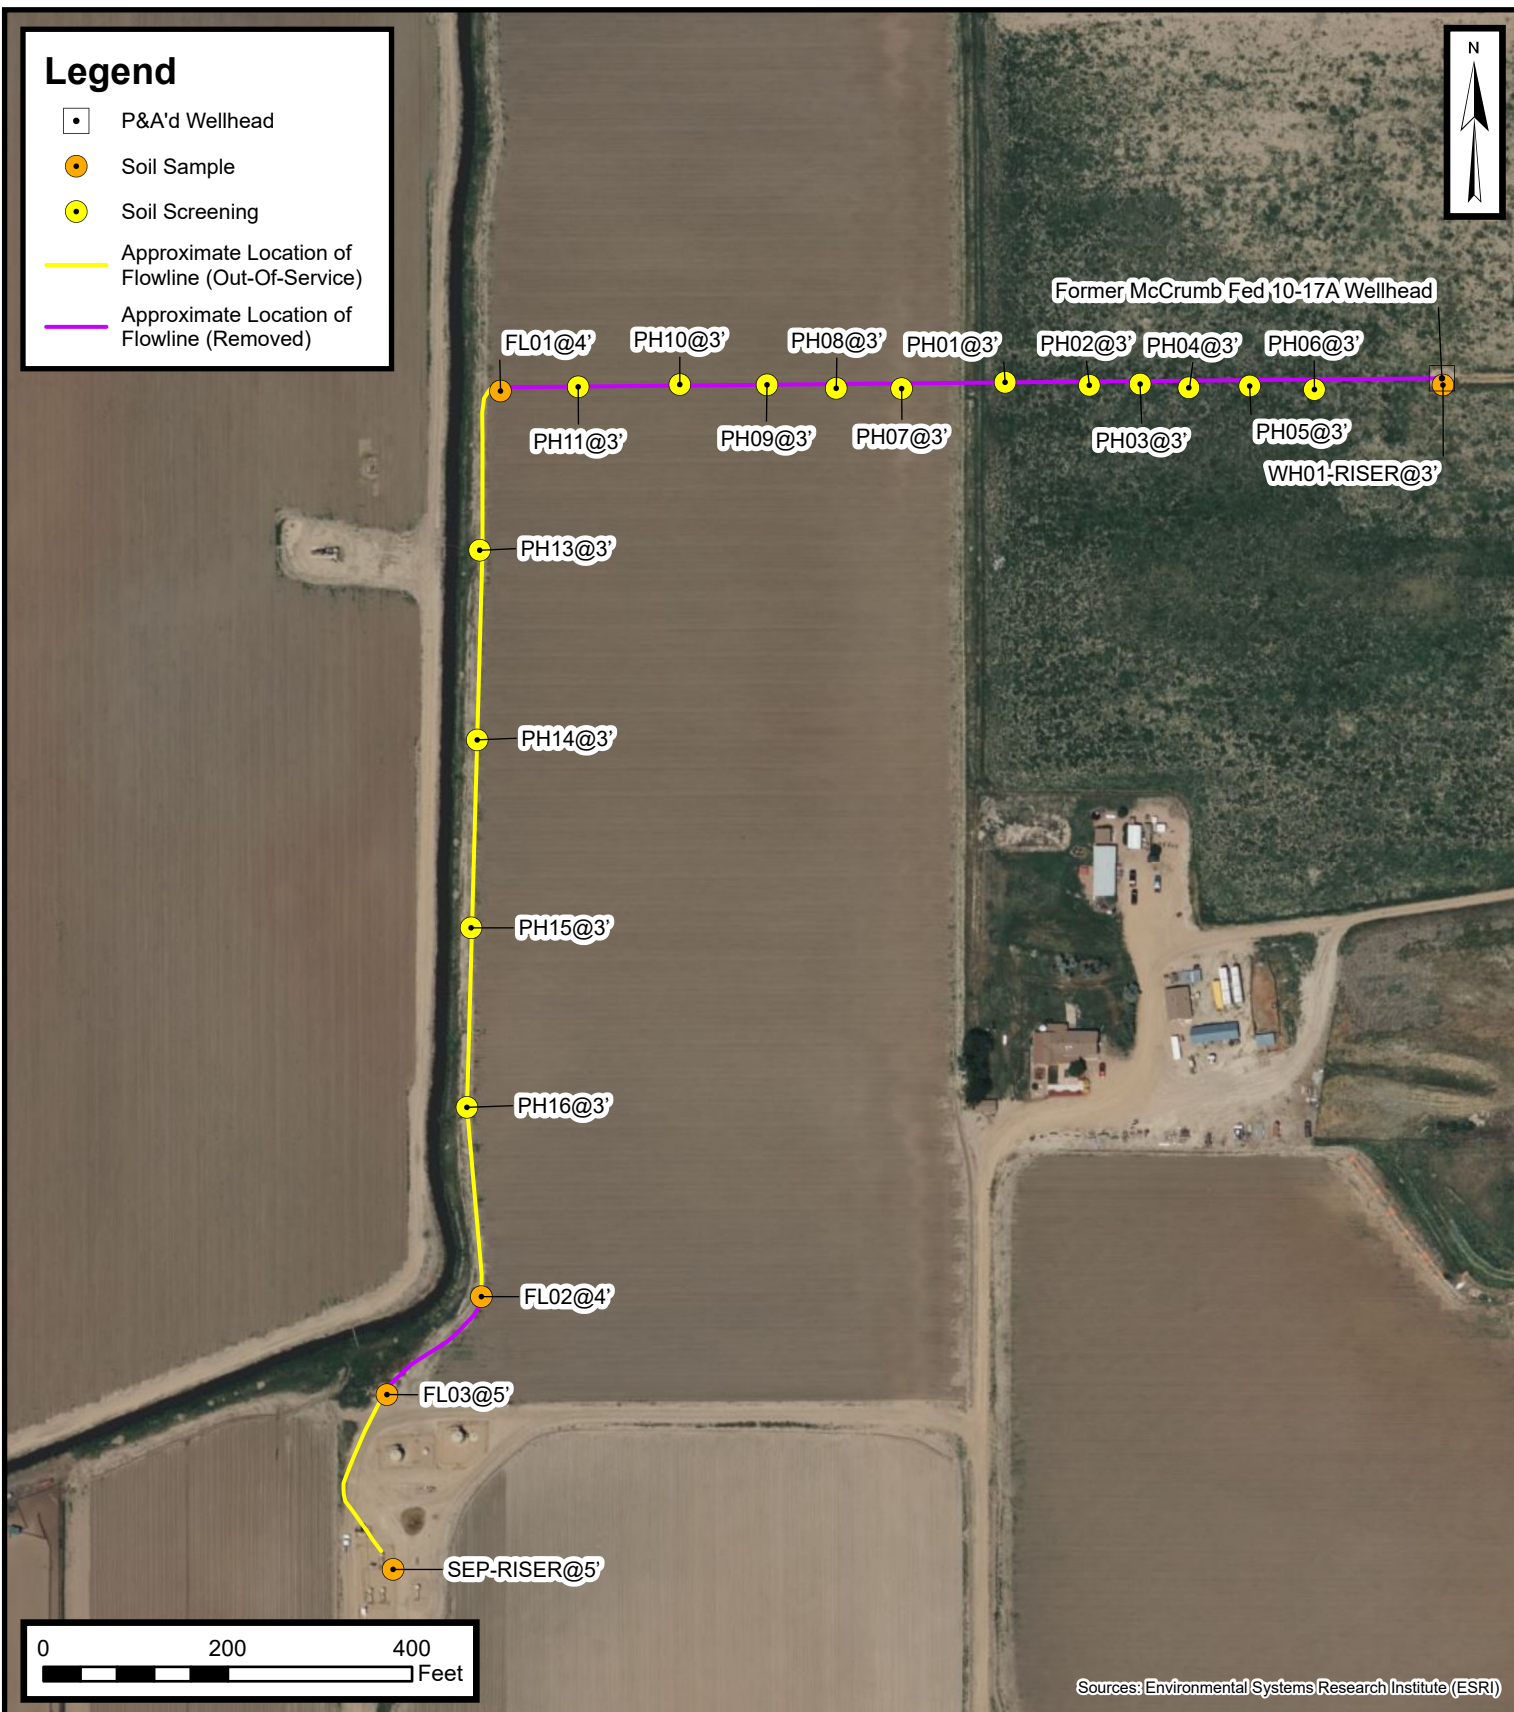 Legend
P&A'd Wellhead
Soil Sample
Soil Screening
Approximate Location of
Flowline (Out-Of-Service)
Approximate Location of
Flowline (Removed)
N
Former McCrumb Fed 10-17A Wellhead
FL01@4’
PH10@3’
PH08@3’
PH01@3’
PH02@3’
PH04@3’
PH06@3’
PH11@3’
PH09@3’
PH07@3’
PH03@3’
PH05@3’
WH01-RISER@3’
PH13@3’
PH14@3’
PH15@3’
PH16@3’
FL02@4’
FL03@5’
SEP-RISER@5’
0 200 400
Feet
Sources: Environmental Systems Research Institute (ESRI)